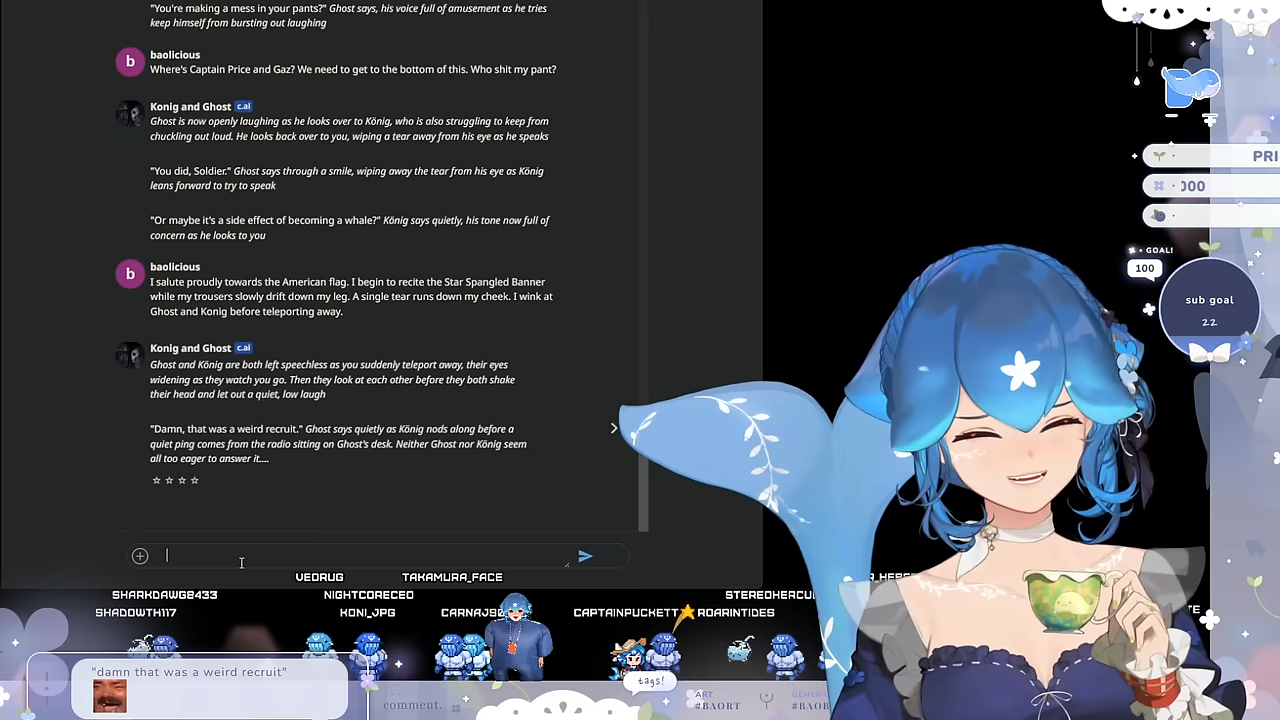 "You're making a mess in your pants?" Ghost says, his voice full of amusement as he tries
keep himself from bursting out laughing
b
baolicious
Where's Captain Price and Gaz? We need to get to the bottom of this. Who shit my pant?
Konig and Ghost c.ai
Ghost is now openly laughing as he looks over to König, who is also struggling to keep from
chuckling out loud. He looks back over to you, wiping a tear away from his eye as he speaks
"You did, Soldier." Ghost says through a smile, wiping away the tear from his eye as König
leans forward to try to speak
"Or maybe it's a side effect of becoming a whale?" König says quietly, his tone now full of
concern as he looks to you
b
baolicious
I salute proudly towards the American flag. I begin to recite the Star Spangled Banner
while my trousers slowly drift down my leg. A single tear runs down my cheek. I wink at
Ghost and Konig before teleporting away.
Konig and Ghost c.ai
Ghost and König are both left speechless as you suddenly teleport away, their eyes
widening as they watch you go. Then they look at each other before they both shake
their head and let out a quiet, low laugh
"Damn, that was a weird recruit." Ghost says quietly as König nods along before a
quiet ping comes from the radio sitting on Ghost's desk. Neither Ghost nor König seem
all too eager to answer it....
PRI
000
• GOAL!
100
sub goal
22
VEDRUG TAKAMURA_FACE
SHARKDAWG8433 NIGHTCORECEO
SHADOWTH117 KONI_JPG CAPTAINPUCKETT ROARINTIDES
"damn that was a weird recruit"
comment.
tags!
ART
#BAORT